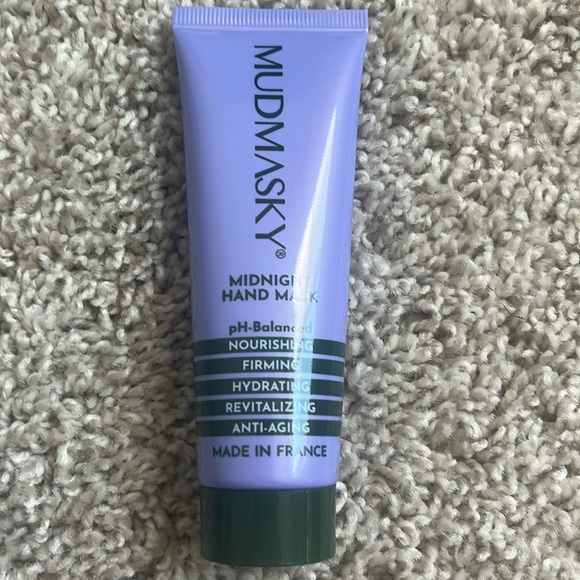 MUDMASKY®
MIDNIGHT
HAND MASK
pH-Balanced
NOURISHING
FIRMING
HYDRATING
REVITALIZING
ANTI-AGING
MADE IN FRANCE